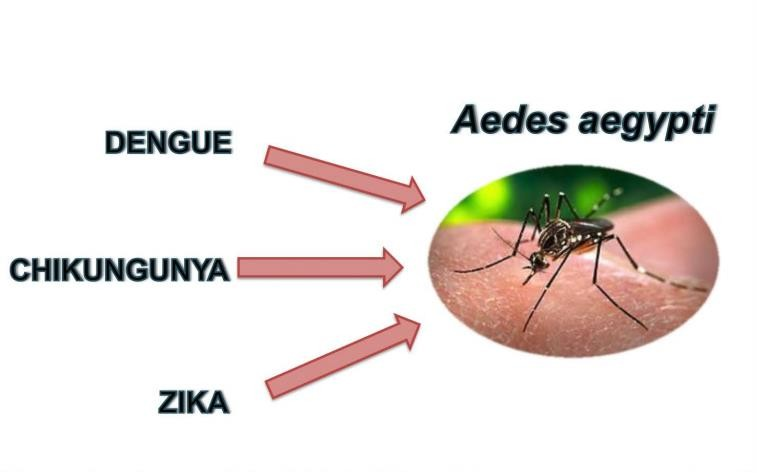 Aedes aegypti
DENGUE
CHIKUNGUNYA
ZIKA